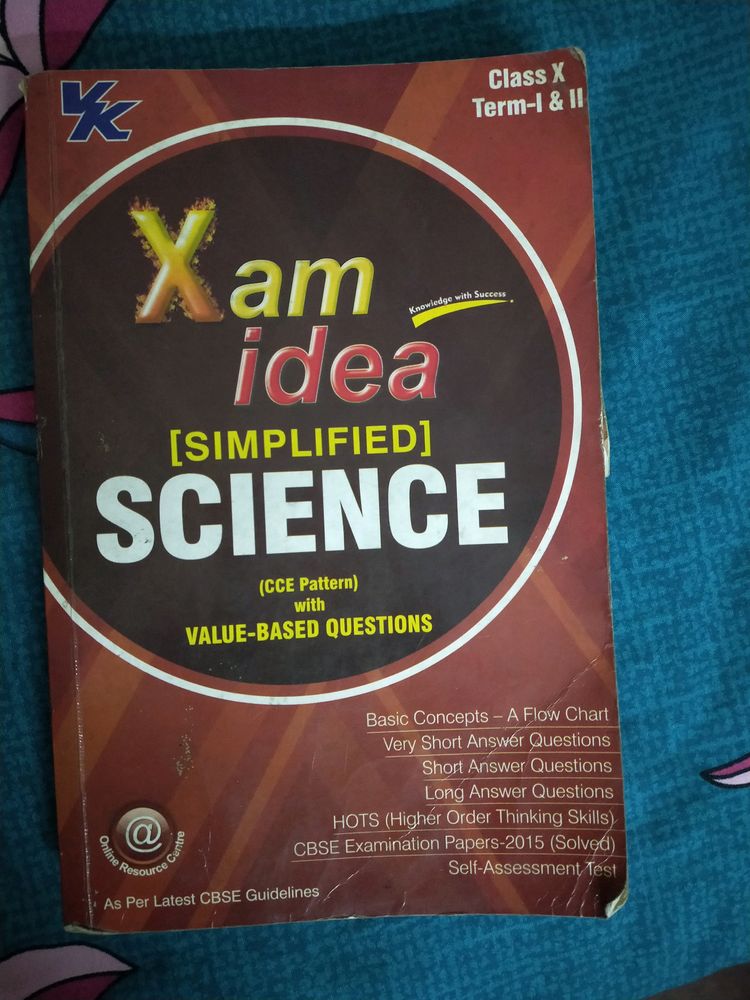 VK
Class X
Term-I & II
Xam
idea
Knowledge with Success
[SIMPLIFIED]
SCIENCE
(CCE Pattern)
with
VALUE-BASED QUESTIONS
Basic Concepts – A Flow Chart
Very Short Answer Questions
Short Answer Questions
Long Answer Questions
HOTS (Higher Order Thinking Skills)
CBSE Examination Papers-2015 (Solved)
Self-Assessment Test
@
Online Resource Centre
As Per Latest CBSE Guidelines